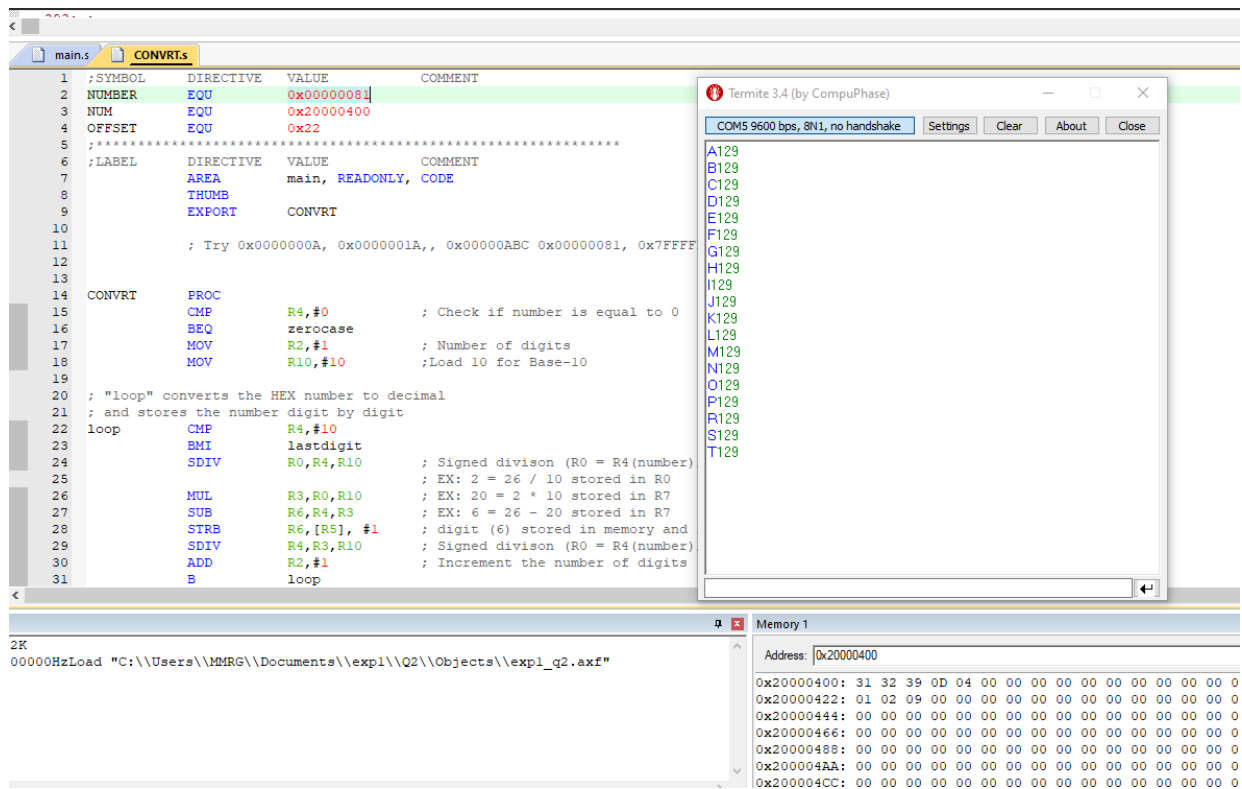 main.s CONVRT.s
1 ;SYMBOL DIRECTIVE VALUE COMMENT
2 NUMBER EQU 0x00000081
3 NUM EQU 0x20000400
4 OFFSET EQU 0x22
5 ;***************************************************************
6 ;LABEL DIRECTIVE VALUE COMMENT
7 AREA main, READONLY, CODE
8 THUMB
9 EXPORT CONVRT
10
11 ; Try 0x0000000A, 0x0000001A,, 0x00000ABC 0x00000081, 0x7FFFF
12
13
14 CONVRT PROC
15 CMP R4,#0 ; Check if number is equal to 0
16 BEQ zerocase
17 MOV R2,#1 ; Number of digits
18 MOV R10,#10 ;Load 10 for Base-10
19
20 ; "loop" converts the HEX number to decimal
21 ; and stores the number digit by digit
22 loop CMP R4,#10
23 BMI lastdigit
24 SDIV R0,R4,R10 ; Signed divison (R0 = R4(number)
25 ; EX: 2 = 26 / 10 stored in R0
26 MUL R3,R0,R10 ; EX: 20 = 2 * 10 stored in R7
27 SUB R6,R4,R3 ; EX: 6 = 26 - 20 stored in R7
28 STRB R6,[R5], #1 ; digit (6) stored in memory and
29 SDIV R4,R3,R10 ; Signed divison (R0 = R4(number)
30 ADD R2,#1 ; Increment the number of digits
31 B loop
Termite 3.4 (by CompuPhase)
COM5 9600 bps, 8N1, no handshake Settings Clear About Close
A129
B129
C129
D129
E129
F129
G129
H129
I129
J129
K129
L129
M129
N129
O129
P129
R129
S129
T129
2K
00000HzLoad "C:\\Users\\MMRG\\Documents\\exp1\\Q2\\Objects\\exp1_q2.axf"
Memory 1
Address: 0x20000400
0x20000400: 31 32 39 0D 04 00 00 00 00 00 00 00 00 00 00 0
0x20000422: 01 02 09 00 00 00 00 00 00 00 00 00 00 00 00 0
0x20000444: 00 00 00 00 00 00 00 00 00 00 00 00 00 00 00 0
0x20000466: 00 00 00 00 00 00 00 00 00 00 00 00 00 00 00 0
0x20000488: 00 00 00 00 00 00 00 00 00 00 00 00 00 00 00 0
0x200004AA: 00 00 00 00 00 00 00 00 00 00 00 00 00 00 00 0
0x200004CC: 00 00 00 00 00 00 00 00 00 00 00 00 00 00 00 0